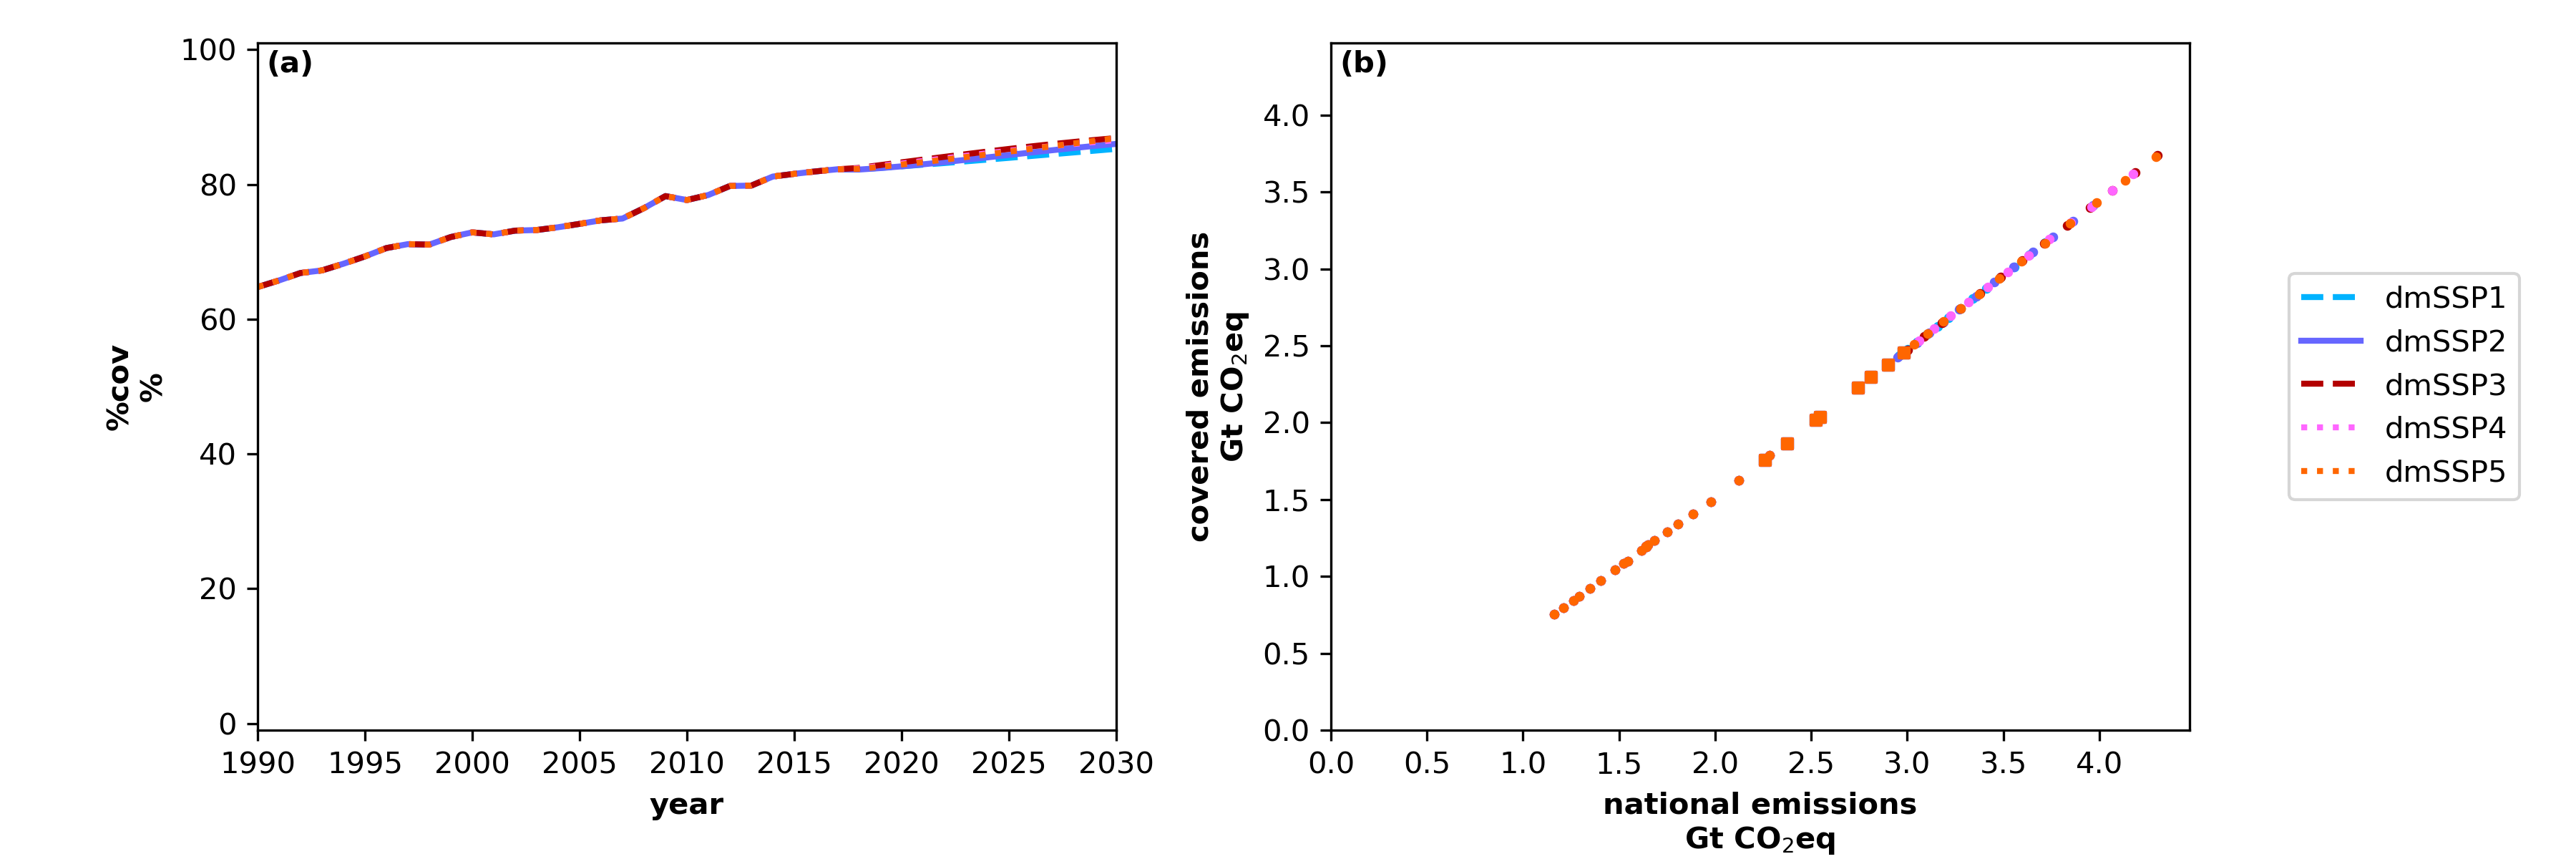 (a)
100
80
60
40
20
0
%cov
%
1990 1995 2000 2005 2010 2015 2020 2025 2030
year
(b)
4.0
3.5
3.0
2.5
2.0
1.5
1.0
0.5
0.0
covered emissions
Gt CO₂eq
0.0 0.5 1.0 1.5 2.0 2.5 3.0 3.5 4.0
national emissions
Gt CO₂eq
dmSSP1
dmSSP2
dmSSP3
dmSSP4
dmSSP5